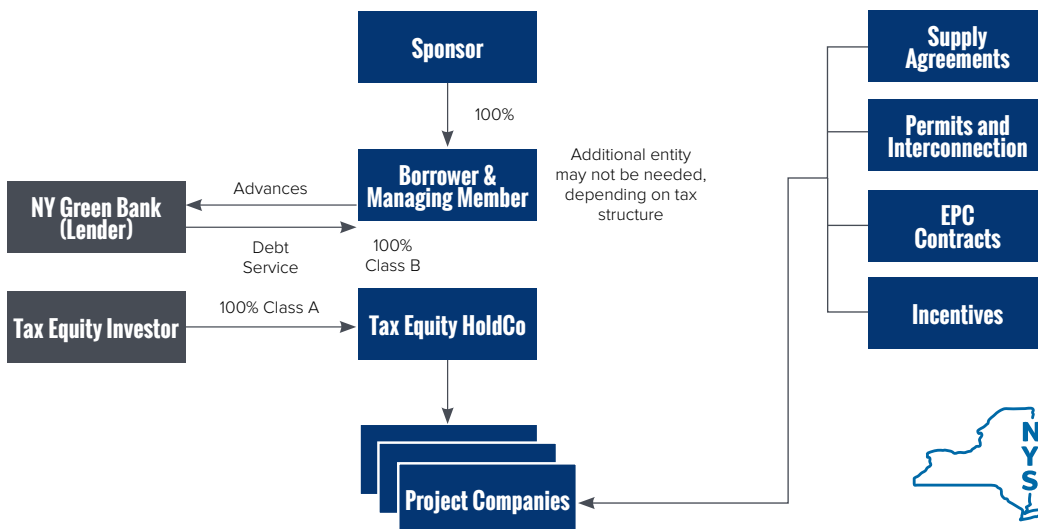 Sponsor
100%
Borrower &
Managing Member
Additional entity
may not be needed,
depending on tax
structure
NY Green Bank
(Lender)
Advances
Debt
Service
100%
Class B
Tax Equity Investor
100% Class A
Tax Equity HoldCo
Project Companies
Supply
Agreements
Permits and
Interconnection
EPC
Contracts
Incentives
N
Y
S